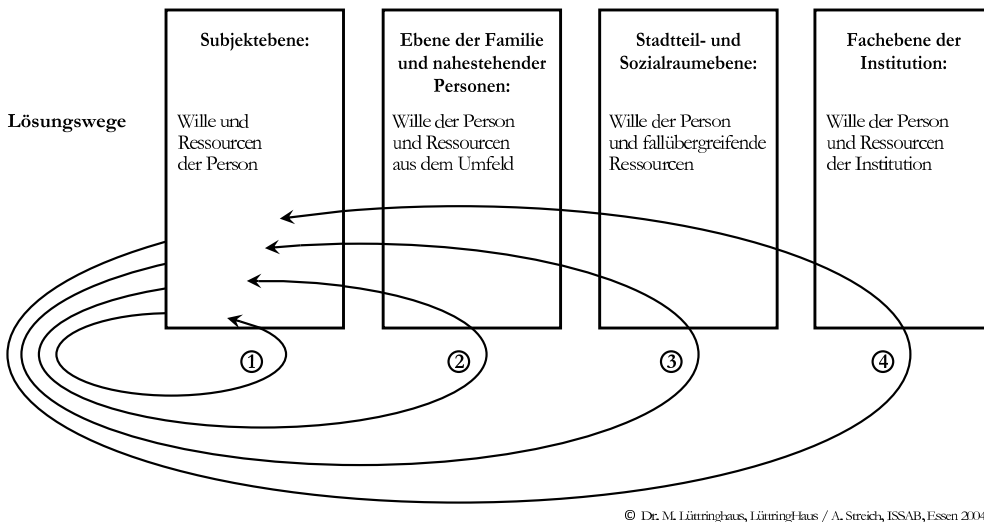 Subjektebene:
Ebene der Familie
und nahestehender
Personen:
Stadtteil- und
Sozialraumebene:
Fachebene der
Institution:
Lösungswege
Wille und
Ressourcen
der Person
Wille der Person
und Ressourcen
aus dem Umfeld
Wille der Person
und fallübergreifende
Ressourcen
Wille der Person
und Ressourcen
der Institution
① ② ③ ④
© Dr. M. Lüttringhaus, LüttringHaus / A. Streich, ISSAB, Essen 2004